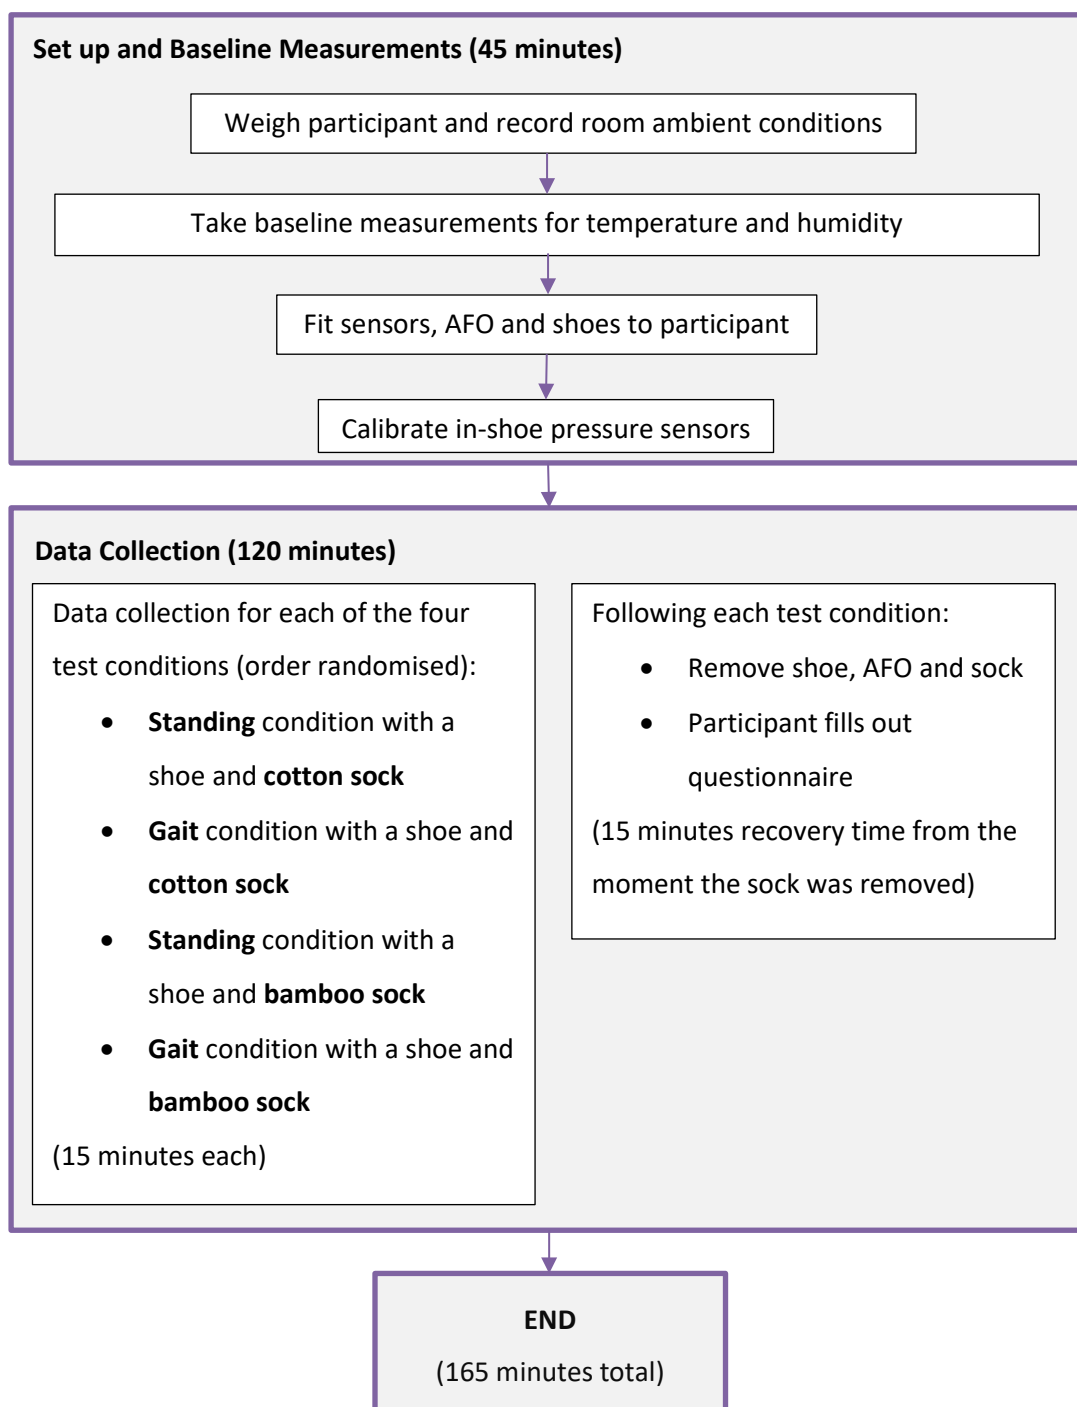 Set up and Baseline Measurements (45 minutes)
Weigh participant and record room ambient conditions
Take baseline measurements for temperature and humidity
Fit sensors, AFO and shoes to participant
Calibrate in-shoe pressure sensors
Data Collection (120 minutes)
Data collection for each of the four
test conditions (order randomised):
• Standing condition with a
shoe and cotton sock
• Gait condition with a shoe and
cotton sock
• Standing condition with a
shoe and bamboo sock
• Gait condition with a shoe and
bamboo sock
(15 minutes each)
Following each test condition:
• Remove shoe, AFO and sock
• Participant fills out
questionnaire
(15 minutes recovery time from the
moment the sock was removed)
END
(165 minutes total)